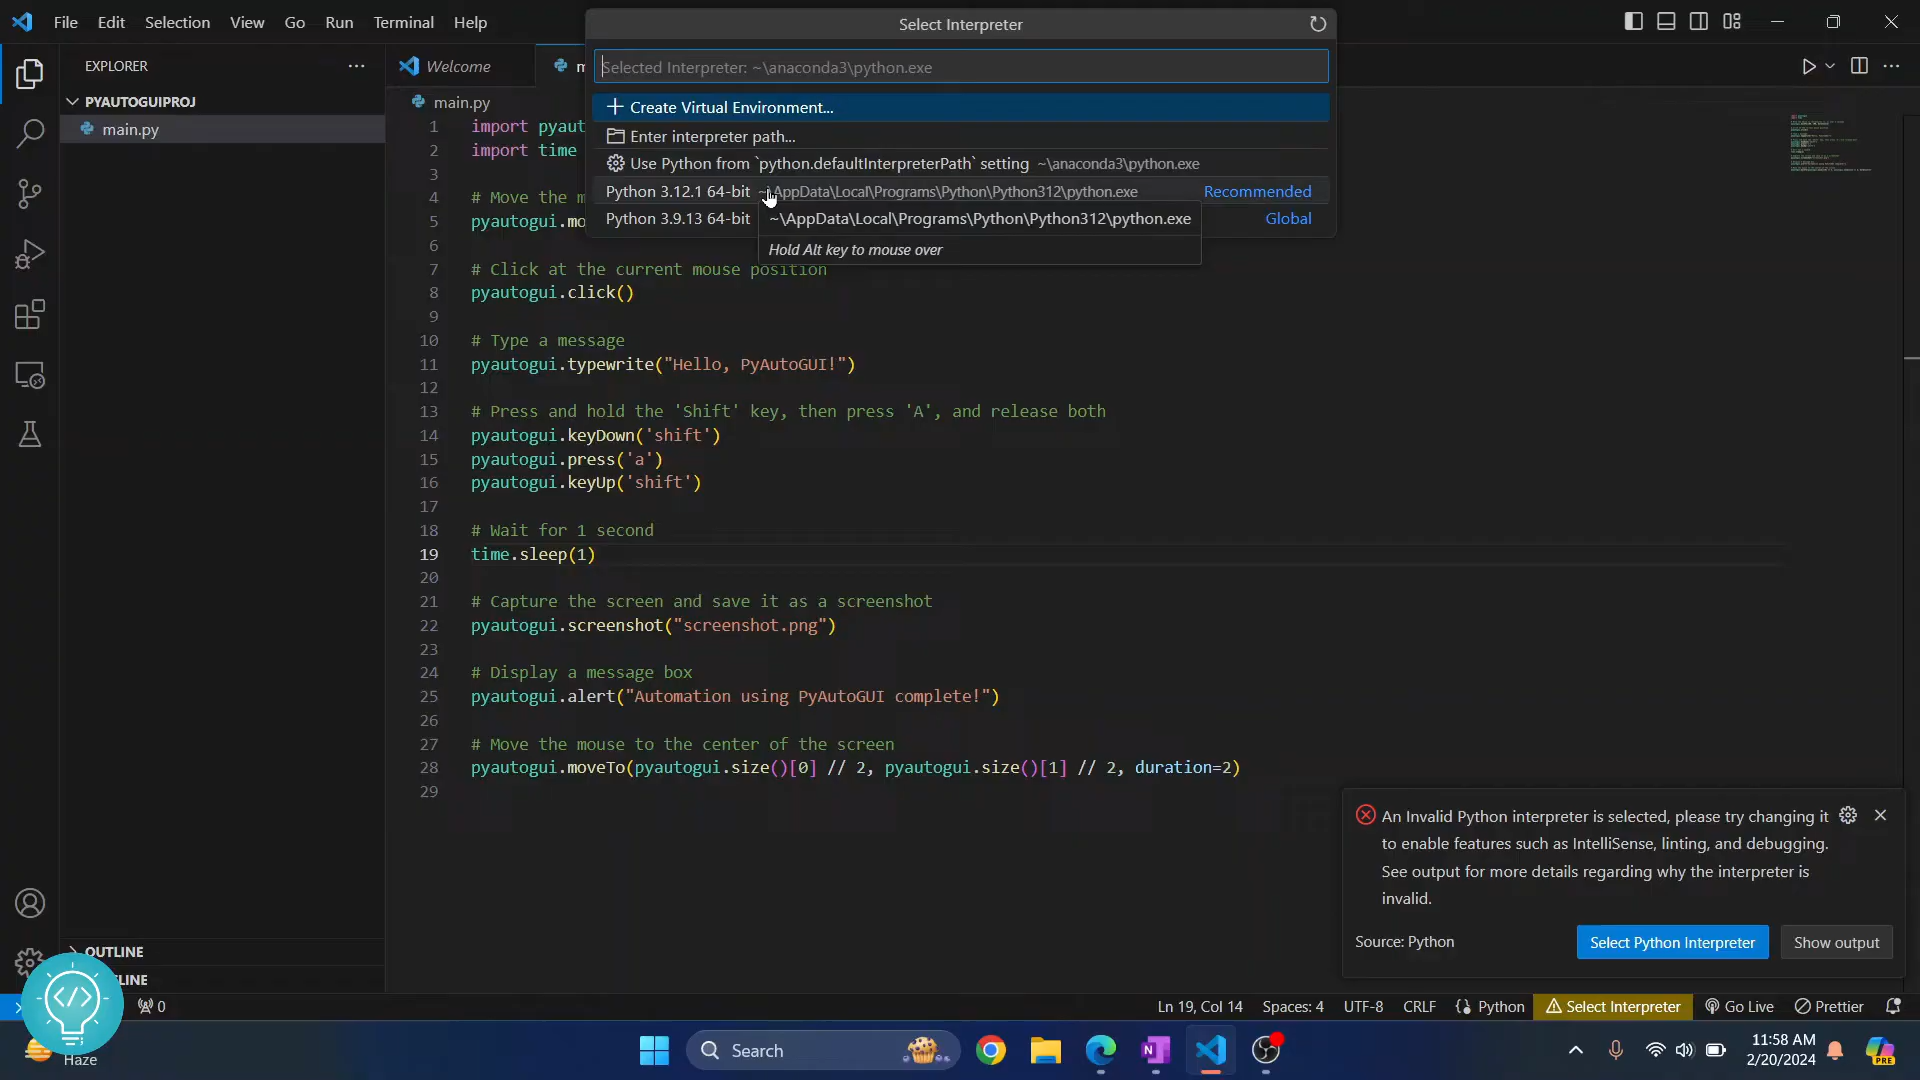 File Edit Selection View Go Run Terminal Help
Select Interpreter
Selected Interpreter: ~\anaconda3\python.exe
Create Virtual Environment...
Enter interpreter path...
Use Python from `python.defaultInterpreterPath` setting ~\anaconda3\python.exe
Python 3.12.1 64-bit ~\AppData\Local\Programs\Python\Python312\python.exe Recommended
Python 3.9.13 64-bit Global
~\AppData\Local\Programs\Python\Python312\python.exe
Hold Alt key to mouse over
EXPLORER
PYAUTOGUIPROJ
main.py
OUTLINE
LINE
Welcome
main.py
1 import pyaut
2 import time
3
4 # Move the m
5 pyautogui.mo
6
7 # Click at the current mouse position
8 pyautogui.click()
9
10 # Type a message
11 pyautogui.typewrite("Hello, PyAutoGUI!")
12
13 # Press and hold the 'Shift' key, then press 'A', and release both
14 pyautogui.keyDown('shift')
15 pyautogui.press('a')
16 pyautogui.keyUp('shift')
17
18 # Wait for 1 second
19 time.sleep(1)
20
21 # Capture the screen and save it as a screenshot
22 pyautogui.screenshot("screenshot.png")
23
24 # Display a message box
25 pyautogui.alert("Automation using PyAutoGUI complete!")
26
27 # Move the mouse to the center of the screen
28 pyautogui.moveTo(pyautogui.size()[0] // 2, pyautogui.size()[1] // 2, duration=2)
29
An Invalid Python interpreter is selected, please try changing it
to enable features such as IntelliSense, linting, and debugging.
See output for more details regarding why the interpreter is
invalid.
Source: Python Select Python Interpreter Show output
0 Ln 19, Col 14 Spaces: 4 UTF-8 CRLF {} Python Select Interpreter Go Live Prettier
</> Haze
Search
11:58 AM
2/20/2024
PRE